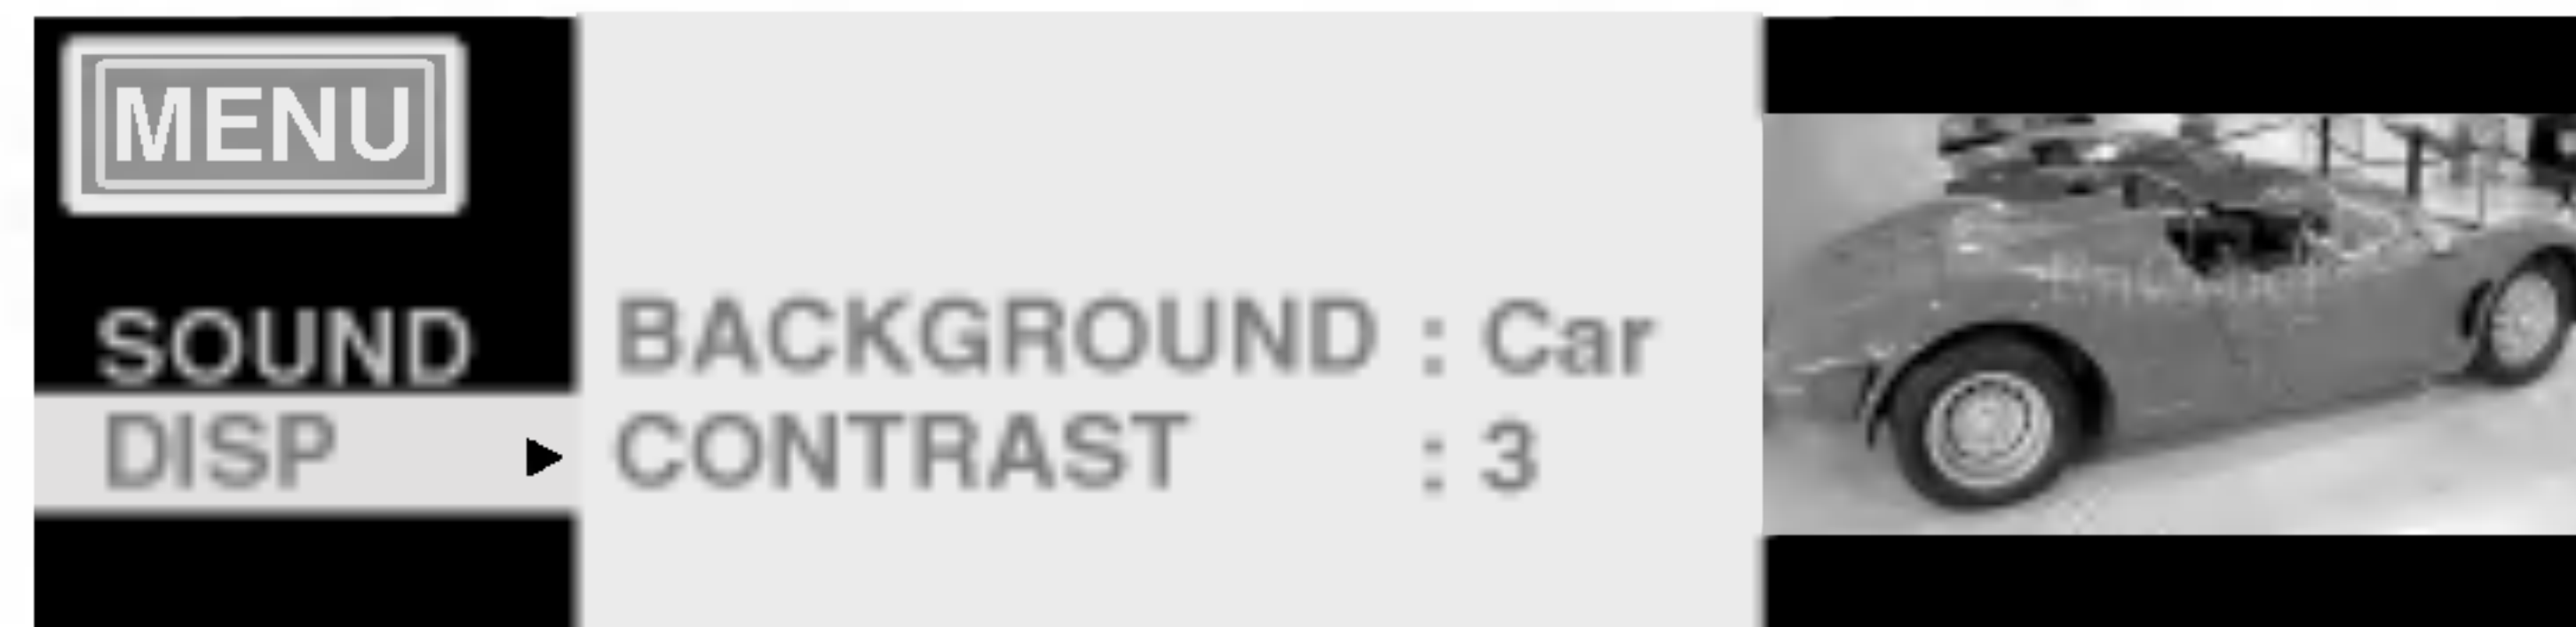 MENU
SOUND
DISP ▶
BACKGROUND : Car
CONTRAST : 3